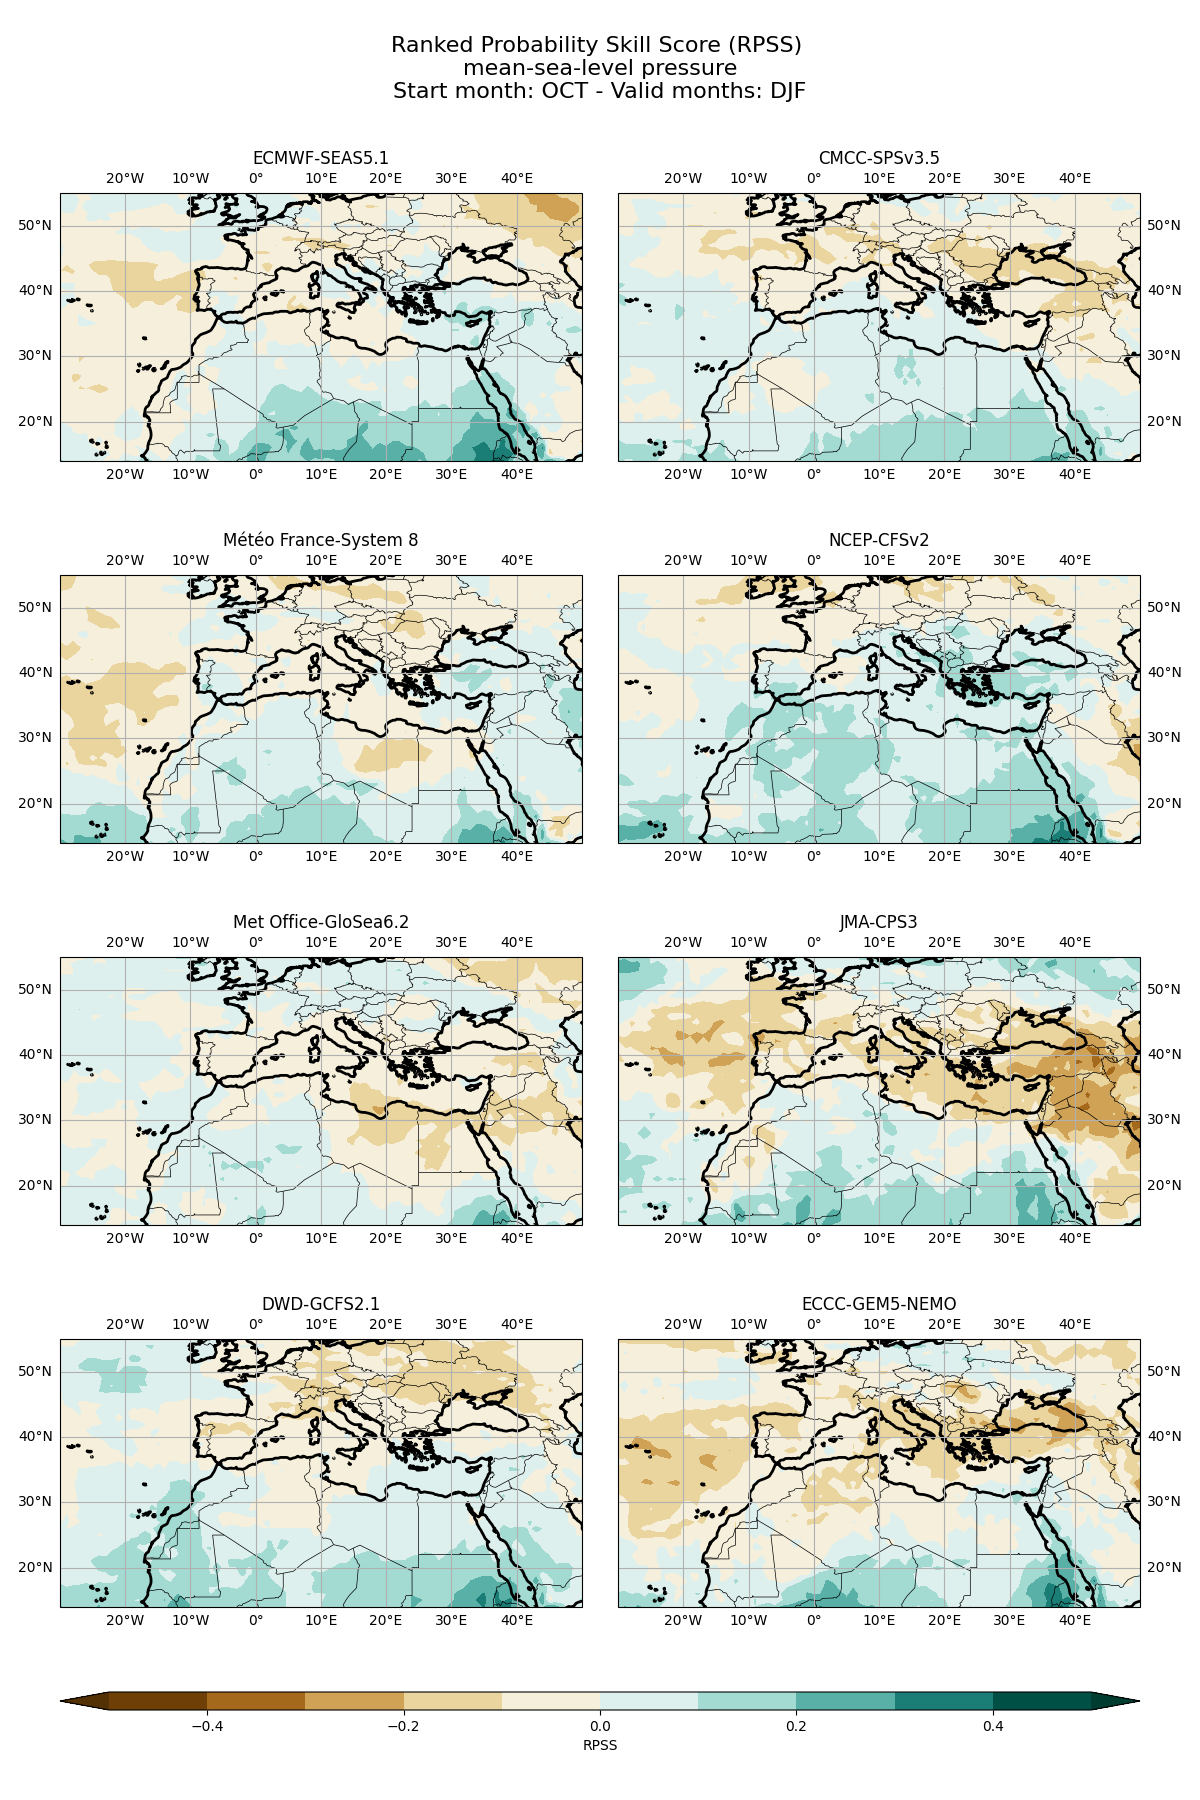 Ranked Probability Skill Score (RPSS)
mean-sea-level pressure
Start month: OCT - Valid months: DJF
ECMWF-SEAS5.1
CMCC-SPSv3.5
20°W 10°W 0° 10°E 20°E 30°E 40°E
20°W 10°W 0° 10°E 20°E 30°E 40°E
50°N
50°N
40°N
40°N
30°N
30°N
20°N
20°N
20°W 10°W 0° 10°E 20°E 30°E 40°E
20°W 10°W 0° 10°E 20°E 30°E 40°E
Météo France-System 8
NCEP-CFSv2
20°W 10°W 0° 10°E 20°E 30°E 40°E
20°W 10°W 0° 10°E 20°E 30°E 40°E
50°N
50°N
40°N
40°N
30°N
30°N
20°N
20°N
20°W 10°W 0° 10°E 20°E 30°E 40°E
20°W 10°W 0° 10°E 20°E 30°E 40°E
Met Office-GloSea6.2
JMA-CPS3
20°W 10°W 0° 10°E 20°E 30°E 40°E
20°W 10°W 0° 10°E 20°E 30°E 40°E
50°N
50°N
40°N
40°N
30°N
30°N
20°N
20°N
20°W 10°W 0° 10°E 20°E 30°E 40°E
20°W 10°W 0° 10°E 20°E 30°E 40°E
DWD-GCFS2.1
ECCC-GEM5-NEMO
20°W 10°W 0° 10°E 20°E 30°E 40°E
20°W 10°W 0° 10°E 20°E 30°E 40°E
50°N
50°N
40°N
40°N
30°N
30°N
20°N
20°N
20°W 10°W 0° 10°E 20°E 30°E 40°E
20°W 10°W 0° 10°E 20°E 30°E 40°E
−0.4 −0.2 0.0 0.2 0.4
RPSS